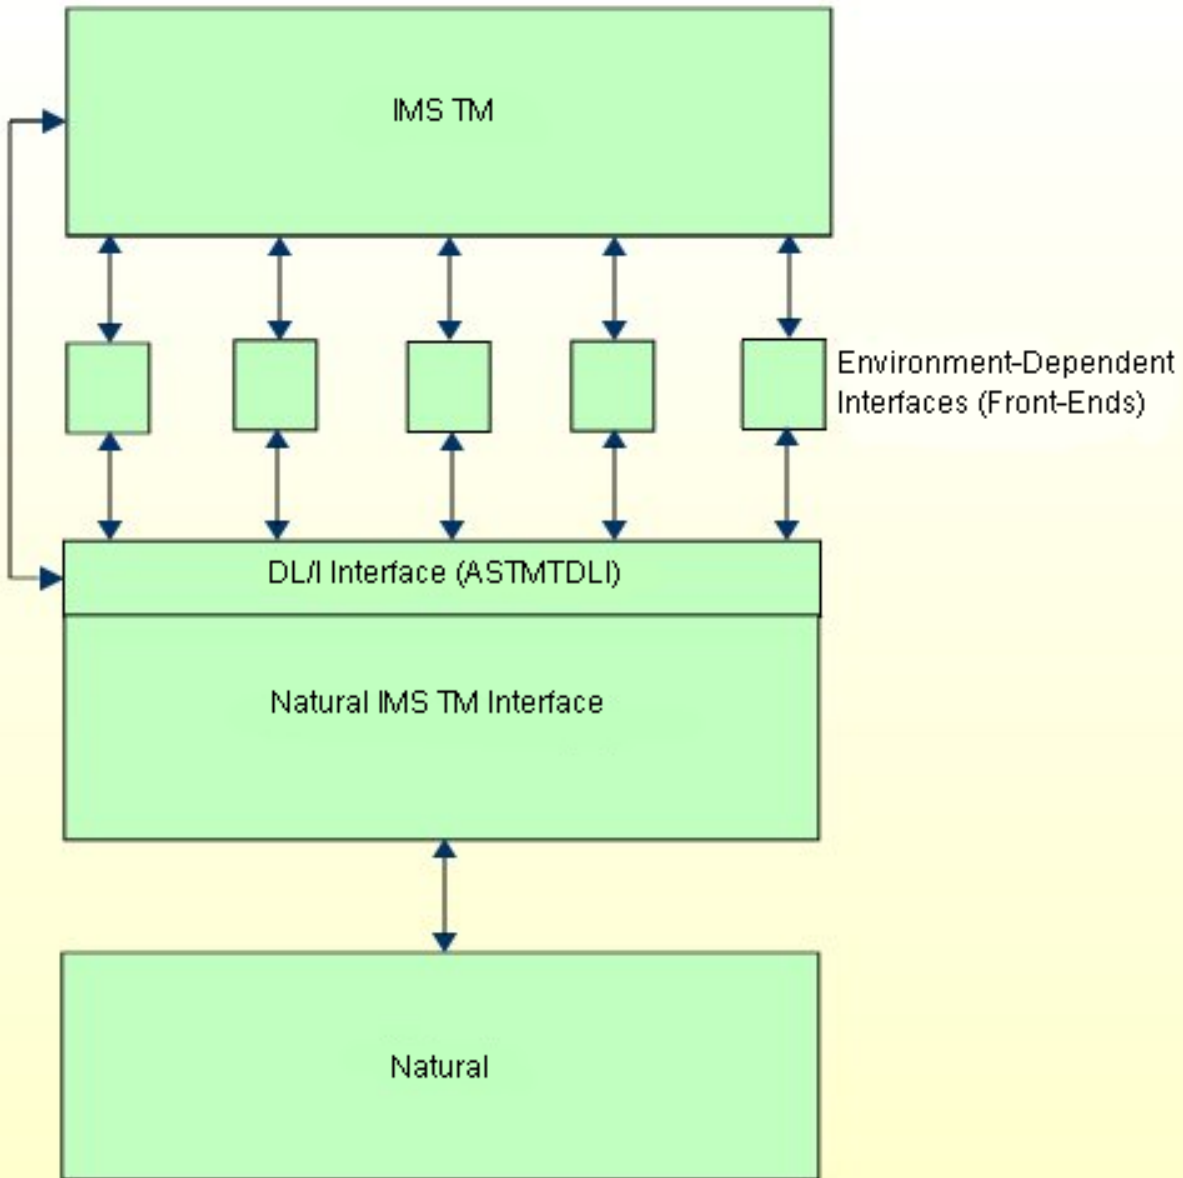 IMS TM
Environment-Dependent
Interfaces (Front-Ends)
DL/I Interface (ASTMTDLI)
Natural IMS TM Interface
Natural